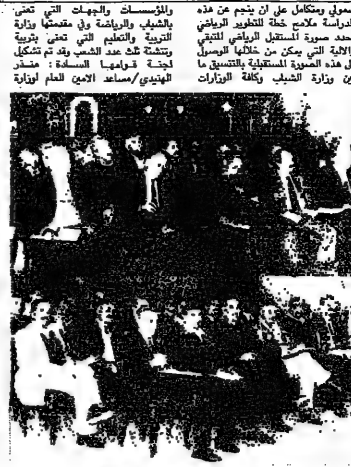 والمؤسسات والجهات التي تعنى
بالشباب والرياضة وفي مقدمتها وزارة
التربية والتعليم التي تعنى بتربية
وتنشئة ثلث عدد الشعب وقد تم تشكيل
لجنة قوامها السادة : منذر
الهنيدي/مساعد الامين العام لوزارة
شمولي ومتكامل على ان ينجم عن هذه
الدراسة ملامح خطة للتطوير الرياضي
تحدد صورة المستقبل الرياضي المتبقي
الالية التي يمكن من خلالها الوصول
الى هذه الصورة المستقبلية بالتنسيق ما
بين وزارة الشباب وكافة الوزارات